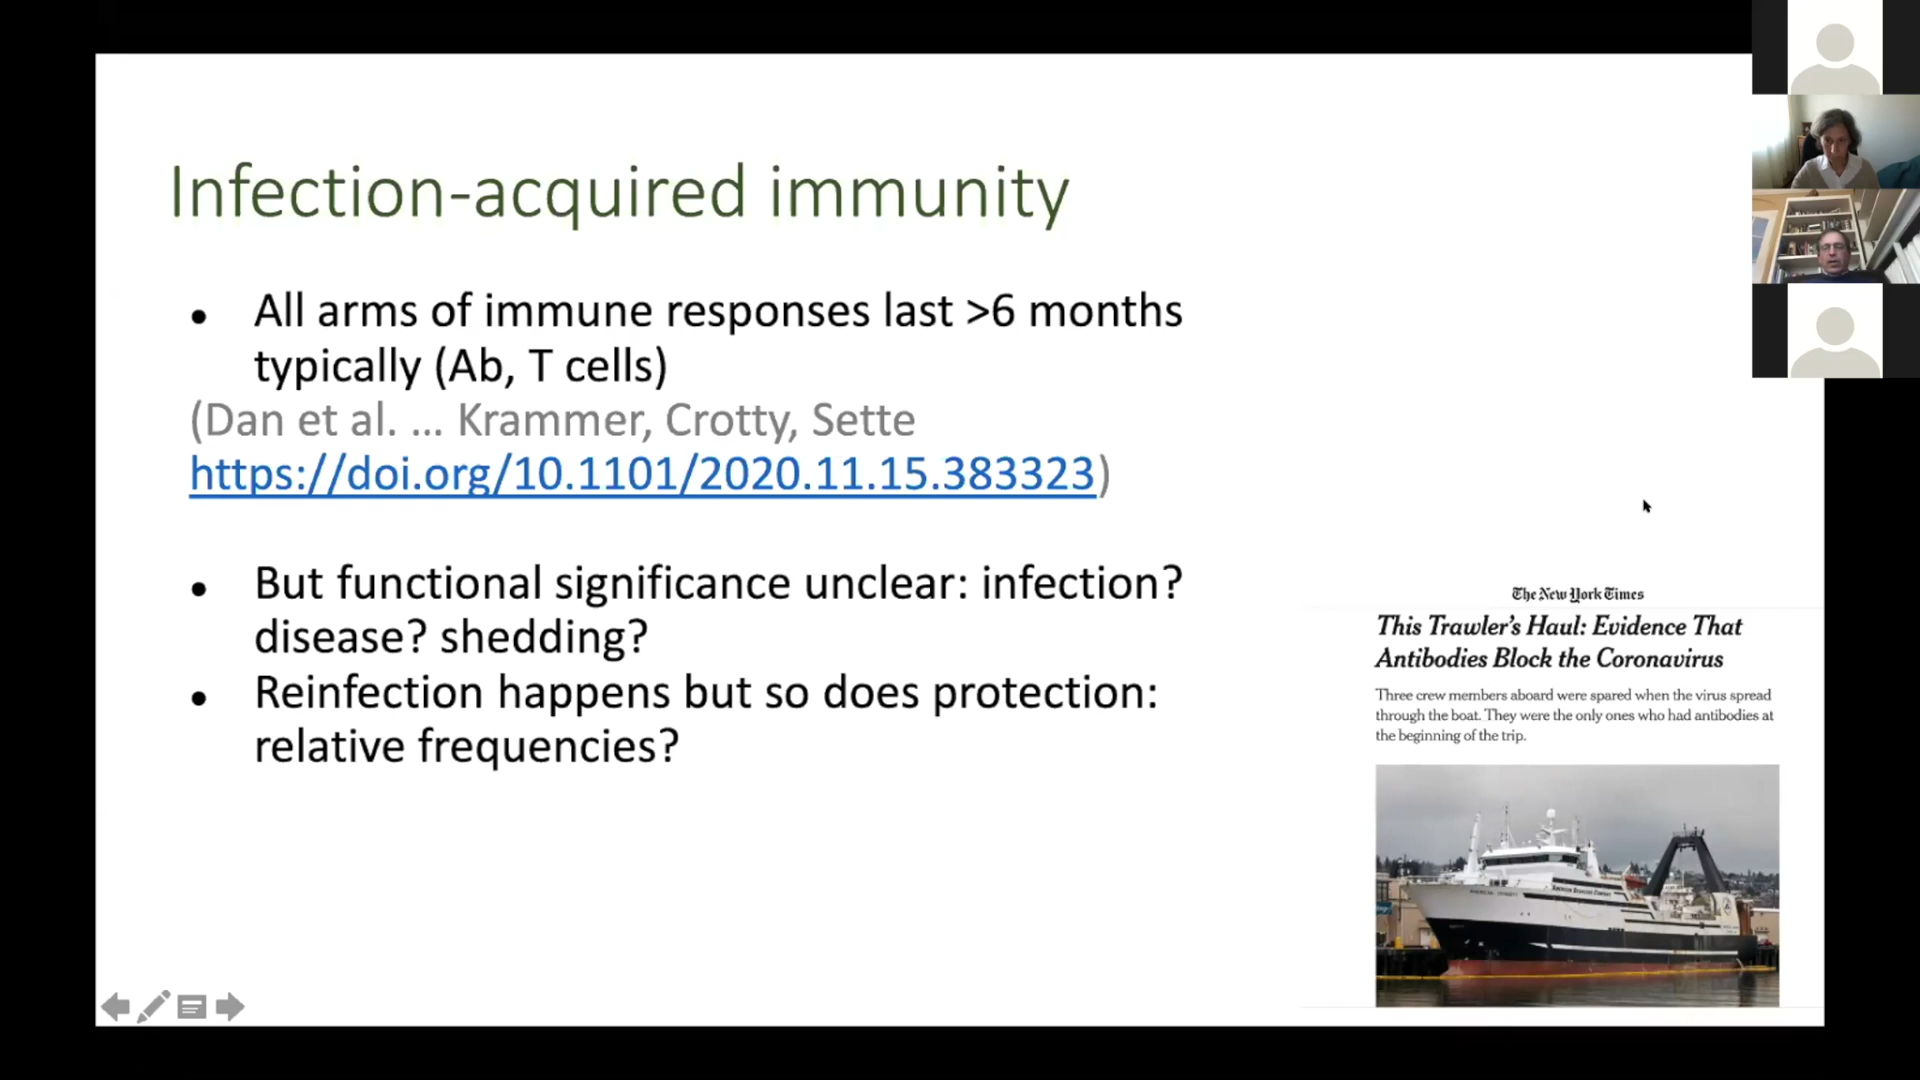 Infection-acquired immunity
• All arms of immune responses last >6 months
typically (Ab, T cells)
(Dan et al. ... Krammer, Crotty, Sette
https://doi.org/10.1101/2020.11.15.383323)
• But functional significance unclear: infection?
disease? shedding?
• Reinfection happens but so does protection:
relative frequencies?
The New York Times
This Trawler's Haul: Evidence That
Antibodies Block the Coronavirus
Three crew members aboard were spared when the virus spread
through the boat. They were the only ones who had antibodies at
the beginning of the trip.